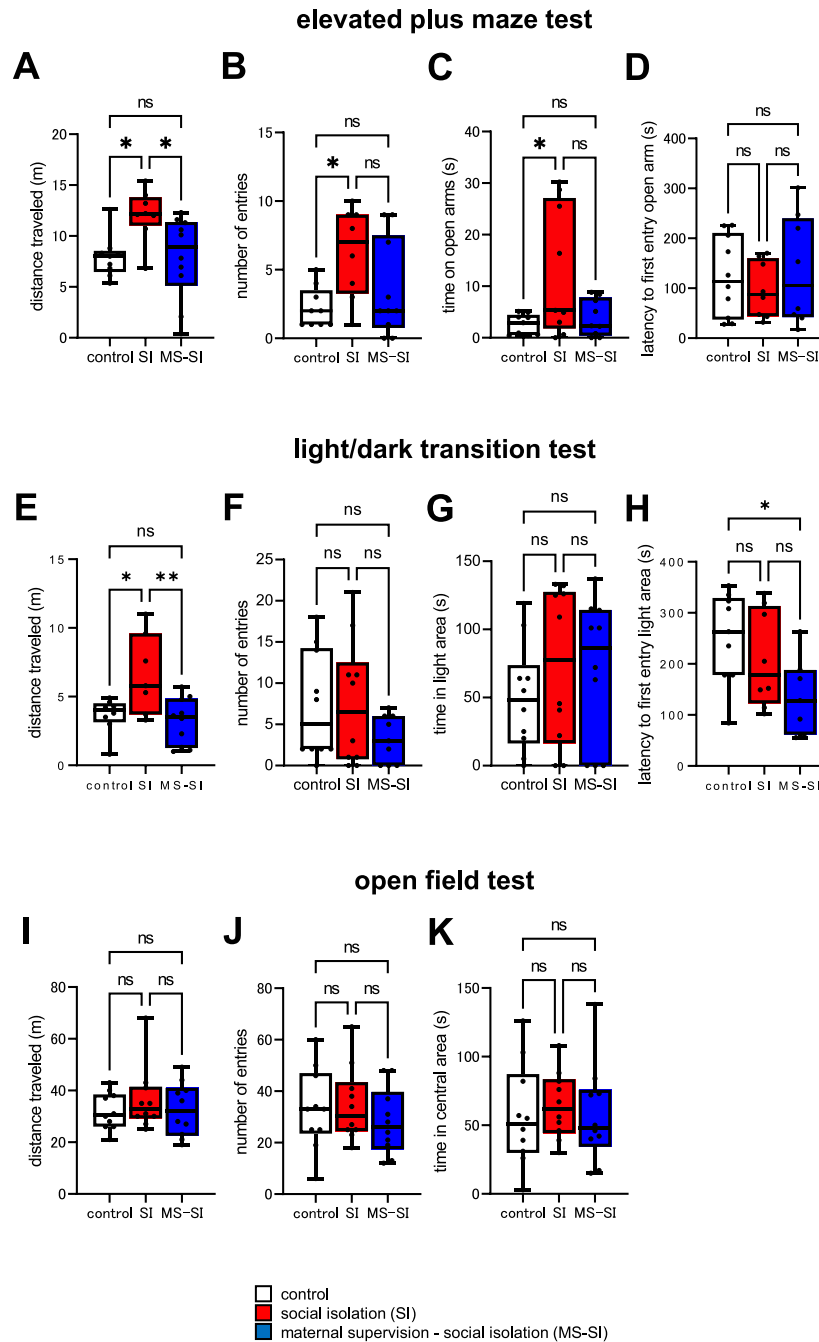 elevated plus maze test
A B C D
ns
* *
distance traveled (m)
20
15
10
5
0
control SI MS-SI
ns
* ns
number of entries
15
10
5
0
control SI MS-SI
ns
* ns
time on open arms (s)
40
30
20
10
0
control SI MS-SI
ns
ns ns
latency to first entry open arm (s)
400
300
200
100
0
control SI MS-SI
light/dark transition test
E F G H
ns
* **
distance traveled (m)
15
10
5
0
control SI MS-SI
ns
ns ns
number of entries
25
20
15
10
5
0
control SI MS-SI
ns
ns ns
time in light area (s)
150
100
50
0
control SI MS-SI
*
ns ns
latency to first entry light area (s)
400
300
200
100
0
control SI MS-SI
open field test
I J K
ns
ns ns
distance traveled (m)
80
60
40
20
0
control SI MS-SI
ns
ns ns
number of entries
80
60
40
20
0
control SI MS-SI
ns
ns ns
time in central area (s)
150
100
50
0
control SI MS-SI
control
social isolation (SI)
maternal supervision - social isolation (MS-SI)